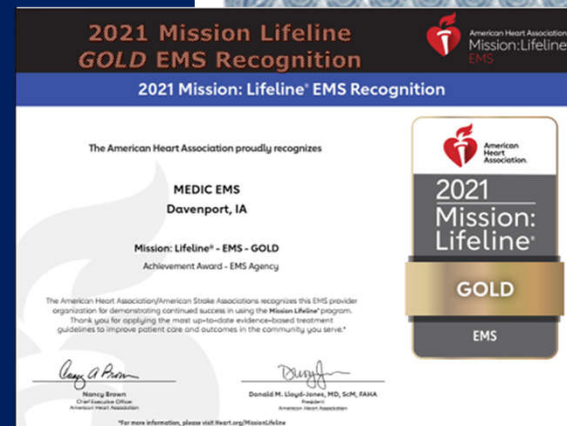 2021 Mission Lifeline
GOLD EMS Recognition
American Heart Association
Mission:Lifeline
EMS
2021 Mission: Lifeline® EMS Recognition
The American Heart Association proudly recognizes
MEDIC EMS
Davenport, IA
Mission: Lifeline® - EMS - GOLD
Achievement Award - EMS Agency
The American Heart Association/American Stroke Associations recognizes this EMS provider
organization for demonstrating continued success in using the Mission Lifeline® program.
Thank you for applying the most up-to-date evidence-based treatment
guidelines to improve patient care and outcomes in the community you serve.*
Nancy Brown
Chief Executive Office
American Heart Association
Donald M. Lloyd-Jones, MD, ScM, FAHA
President
American Heart Association
*For more information, please visit Heart.org/MissionLifeline
American
Heart
Association.
2021
Mission:
Lifeline®
GOLD
EMS